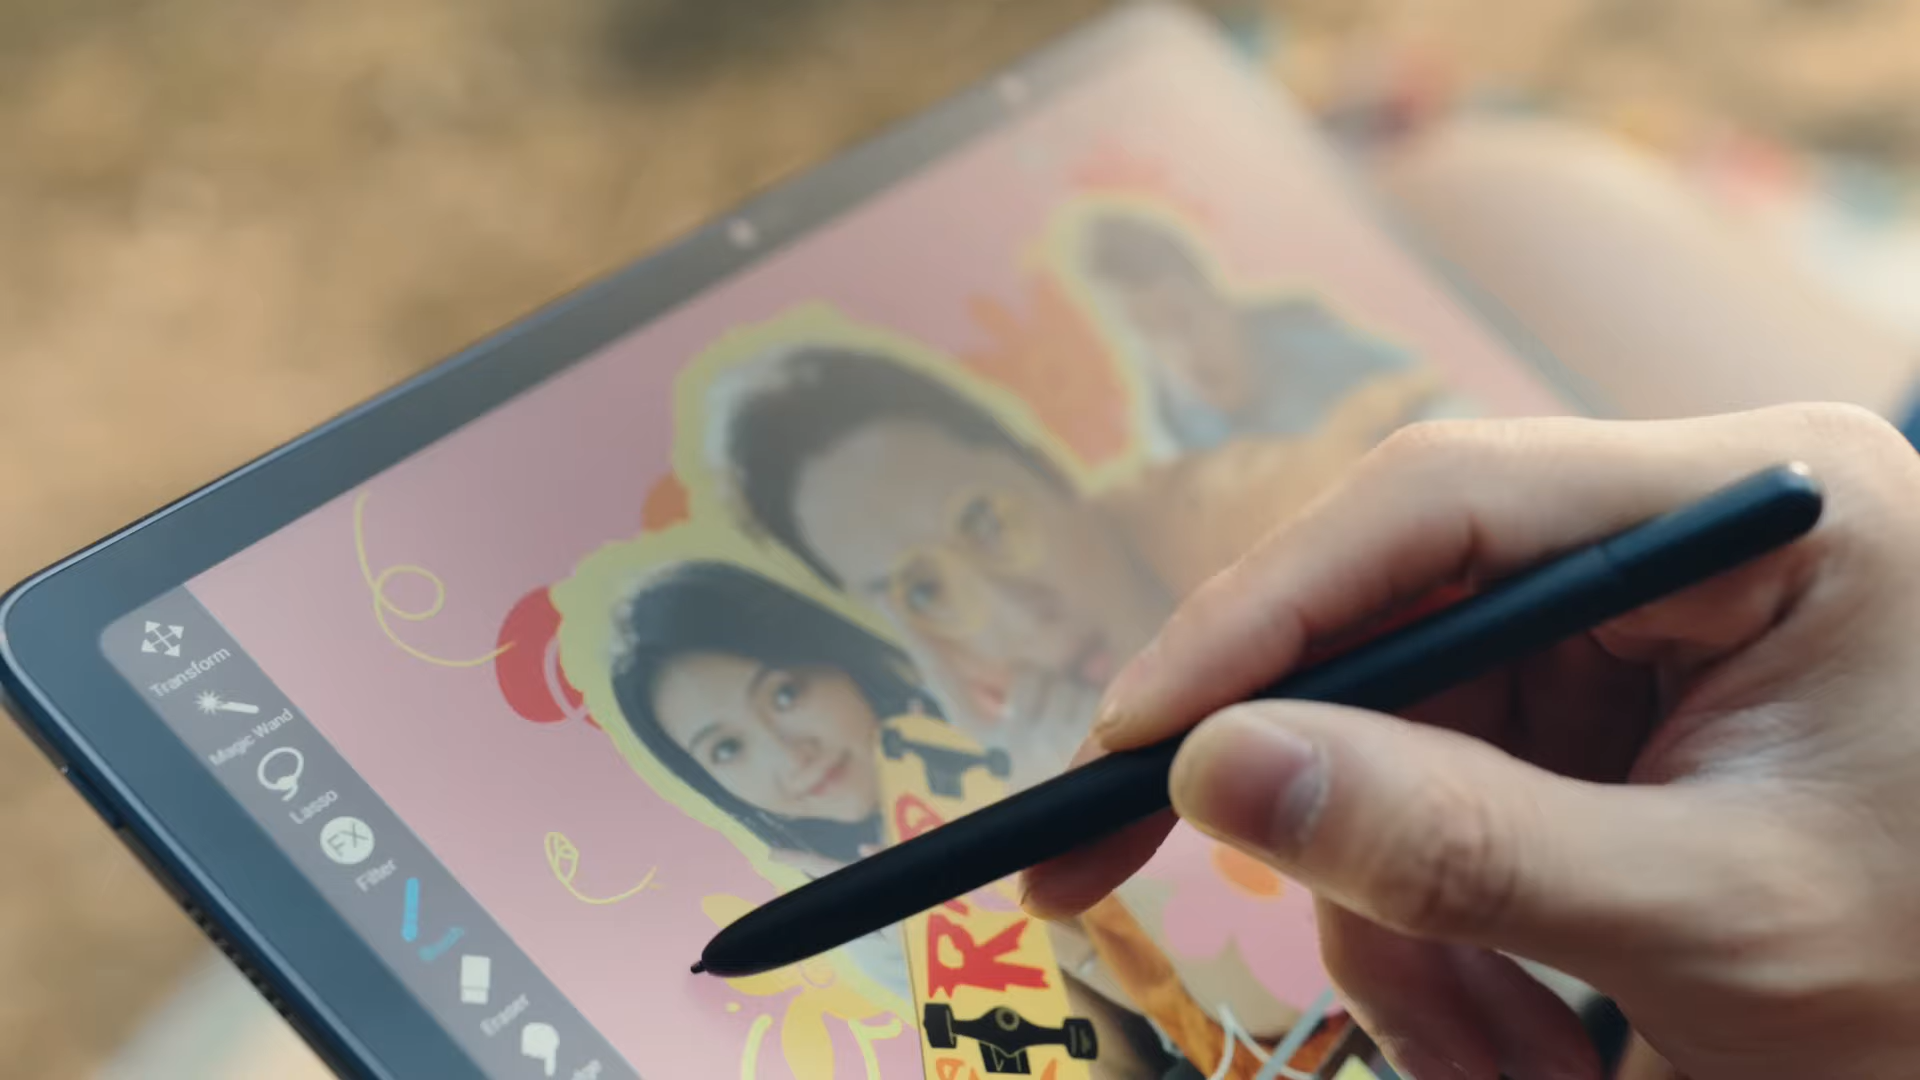 Transform
Magic Wand
Lasso
FX
Filter
Eraser
R